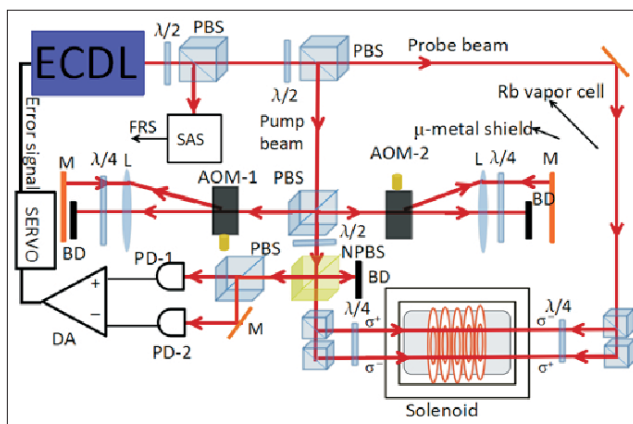 ECDL
λ/2
PBS
λ/2
PBS
Probe beam
Rb vapor cell
Error signal
FRS
SAS
Pump
beam
μ-metal shield
M
λ/4
L
AOM-1
PBS
AOM-2
L
λ/4
M
SERVO
BD
λ/2
BD
PD-1
PBS
NPBS
BD
+
−
DA
PD-2
M
λ/4
σ⁺
σ⁻
λ/4
σ⁻
σ⁺
Solenoid